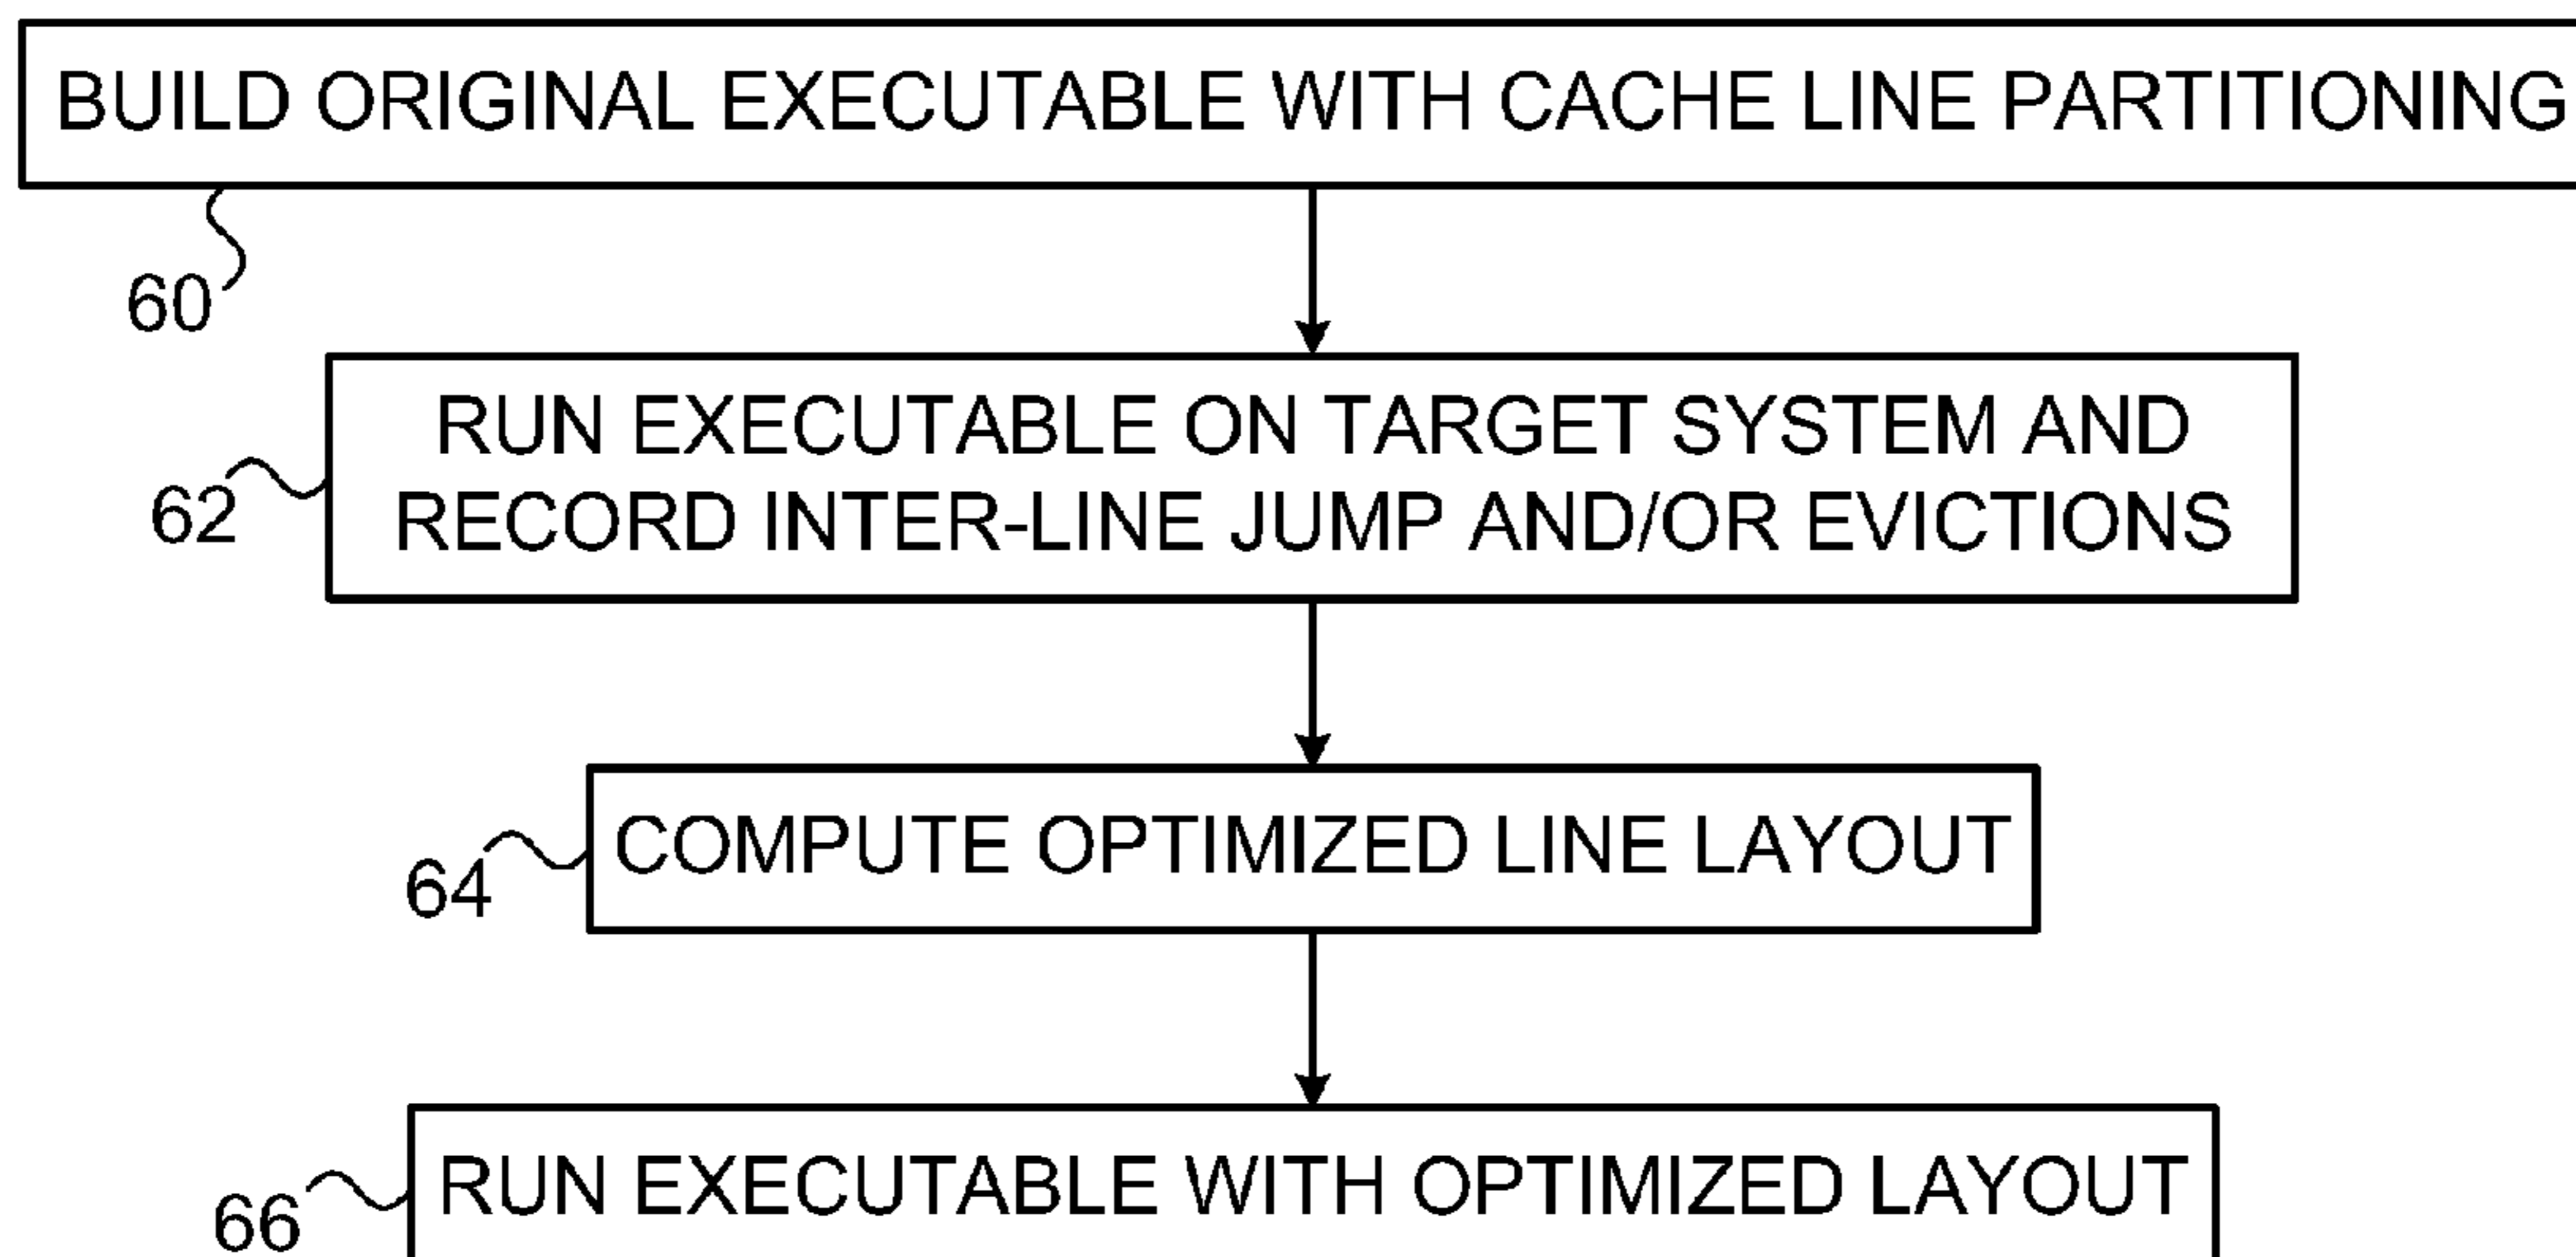 BUILD ORIGINAL EXECUTABLE WITH CACHE LINE PARTITIONING
60
RUN EXECUTABLE ON TARGET SYSTEM AND
RECORD INTER-LINE JUMP AND/OR EVICTIONS
62
COMPUTE OPTIMIZED LINE LAYOUT
64
RUN EXECUTABLE WITH OPTIMIZED LAYOUT
66